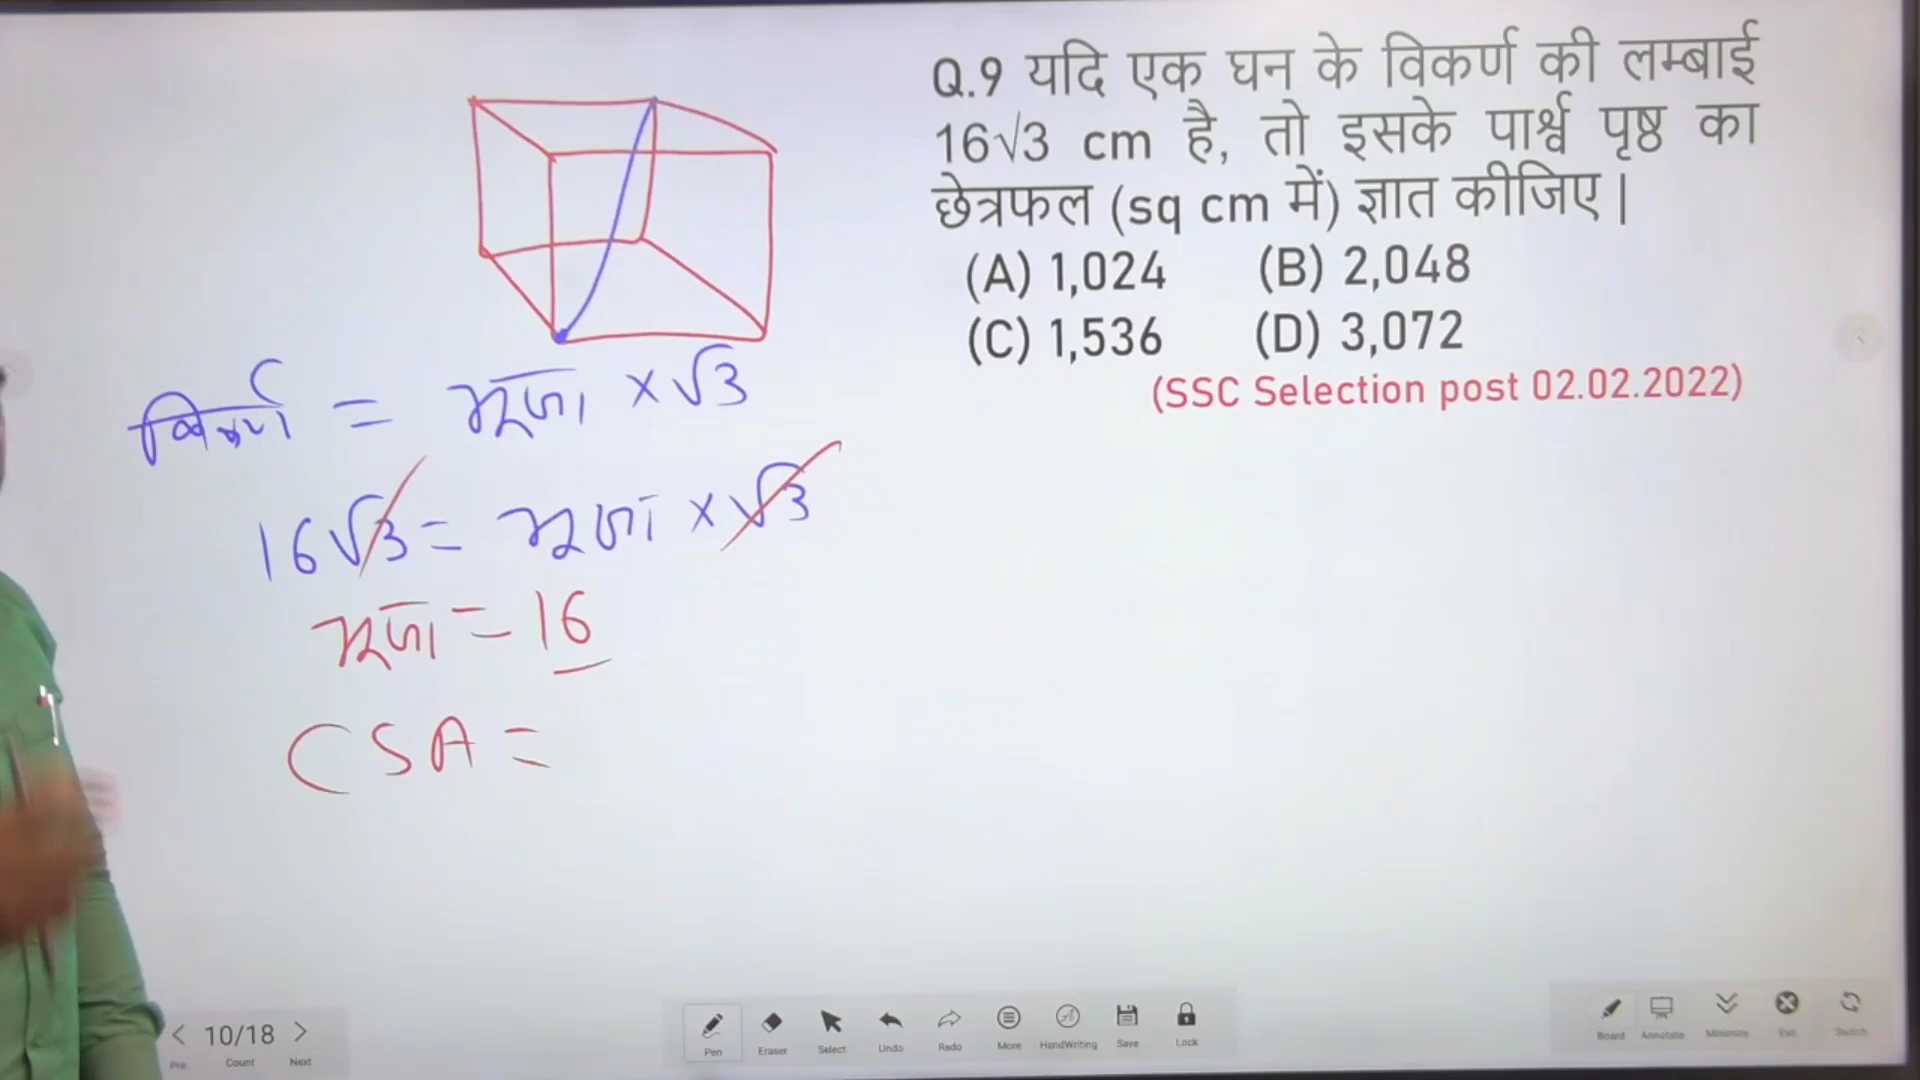 Q.9 यदि एक घन के विकर्ण की लम्बाई
16√3 cm है, तो इसके पार्श्व पृष्ठ का
छेत्रफल (sq cm में) ज्ञात कीजिए |
(A) 1,024 (B) 2,048
(C) 1,536 (D) 3,072
(SSC Selection post 02.02.2022)
विकर्ण = भुजा × √3
16√3 = भुजा × √3
भुजा = 16
CSA =
< 10/18 >
Pre Count Next
Pen Eraser Select Undo Redo More HandWriting Save Lock
Board Annotate Minimize Exit Switch